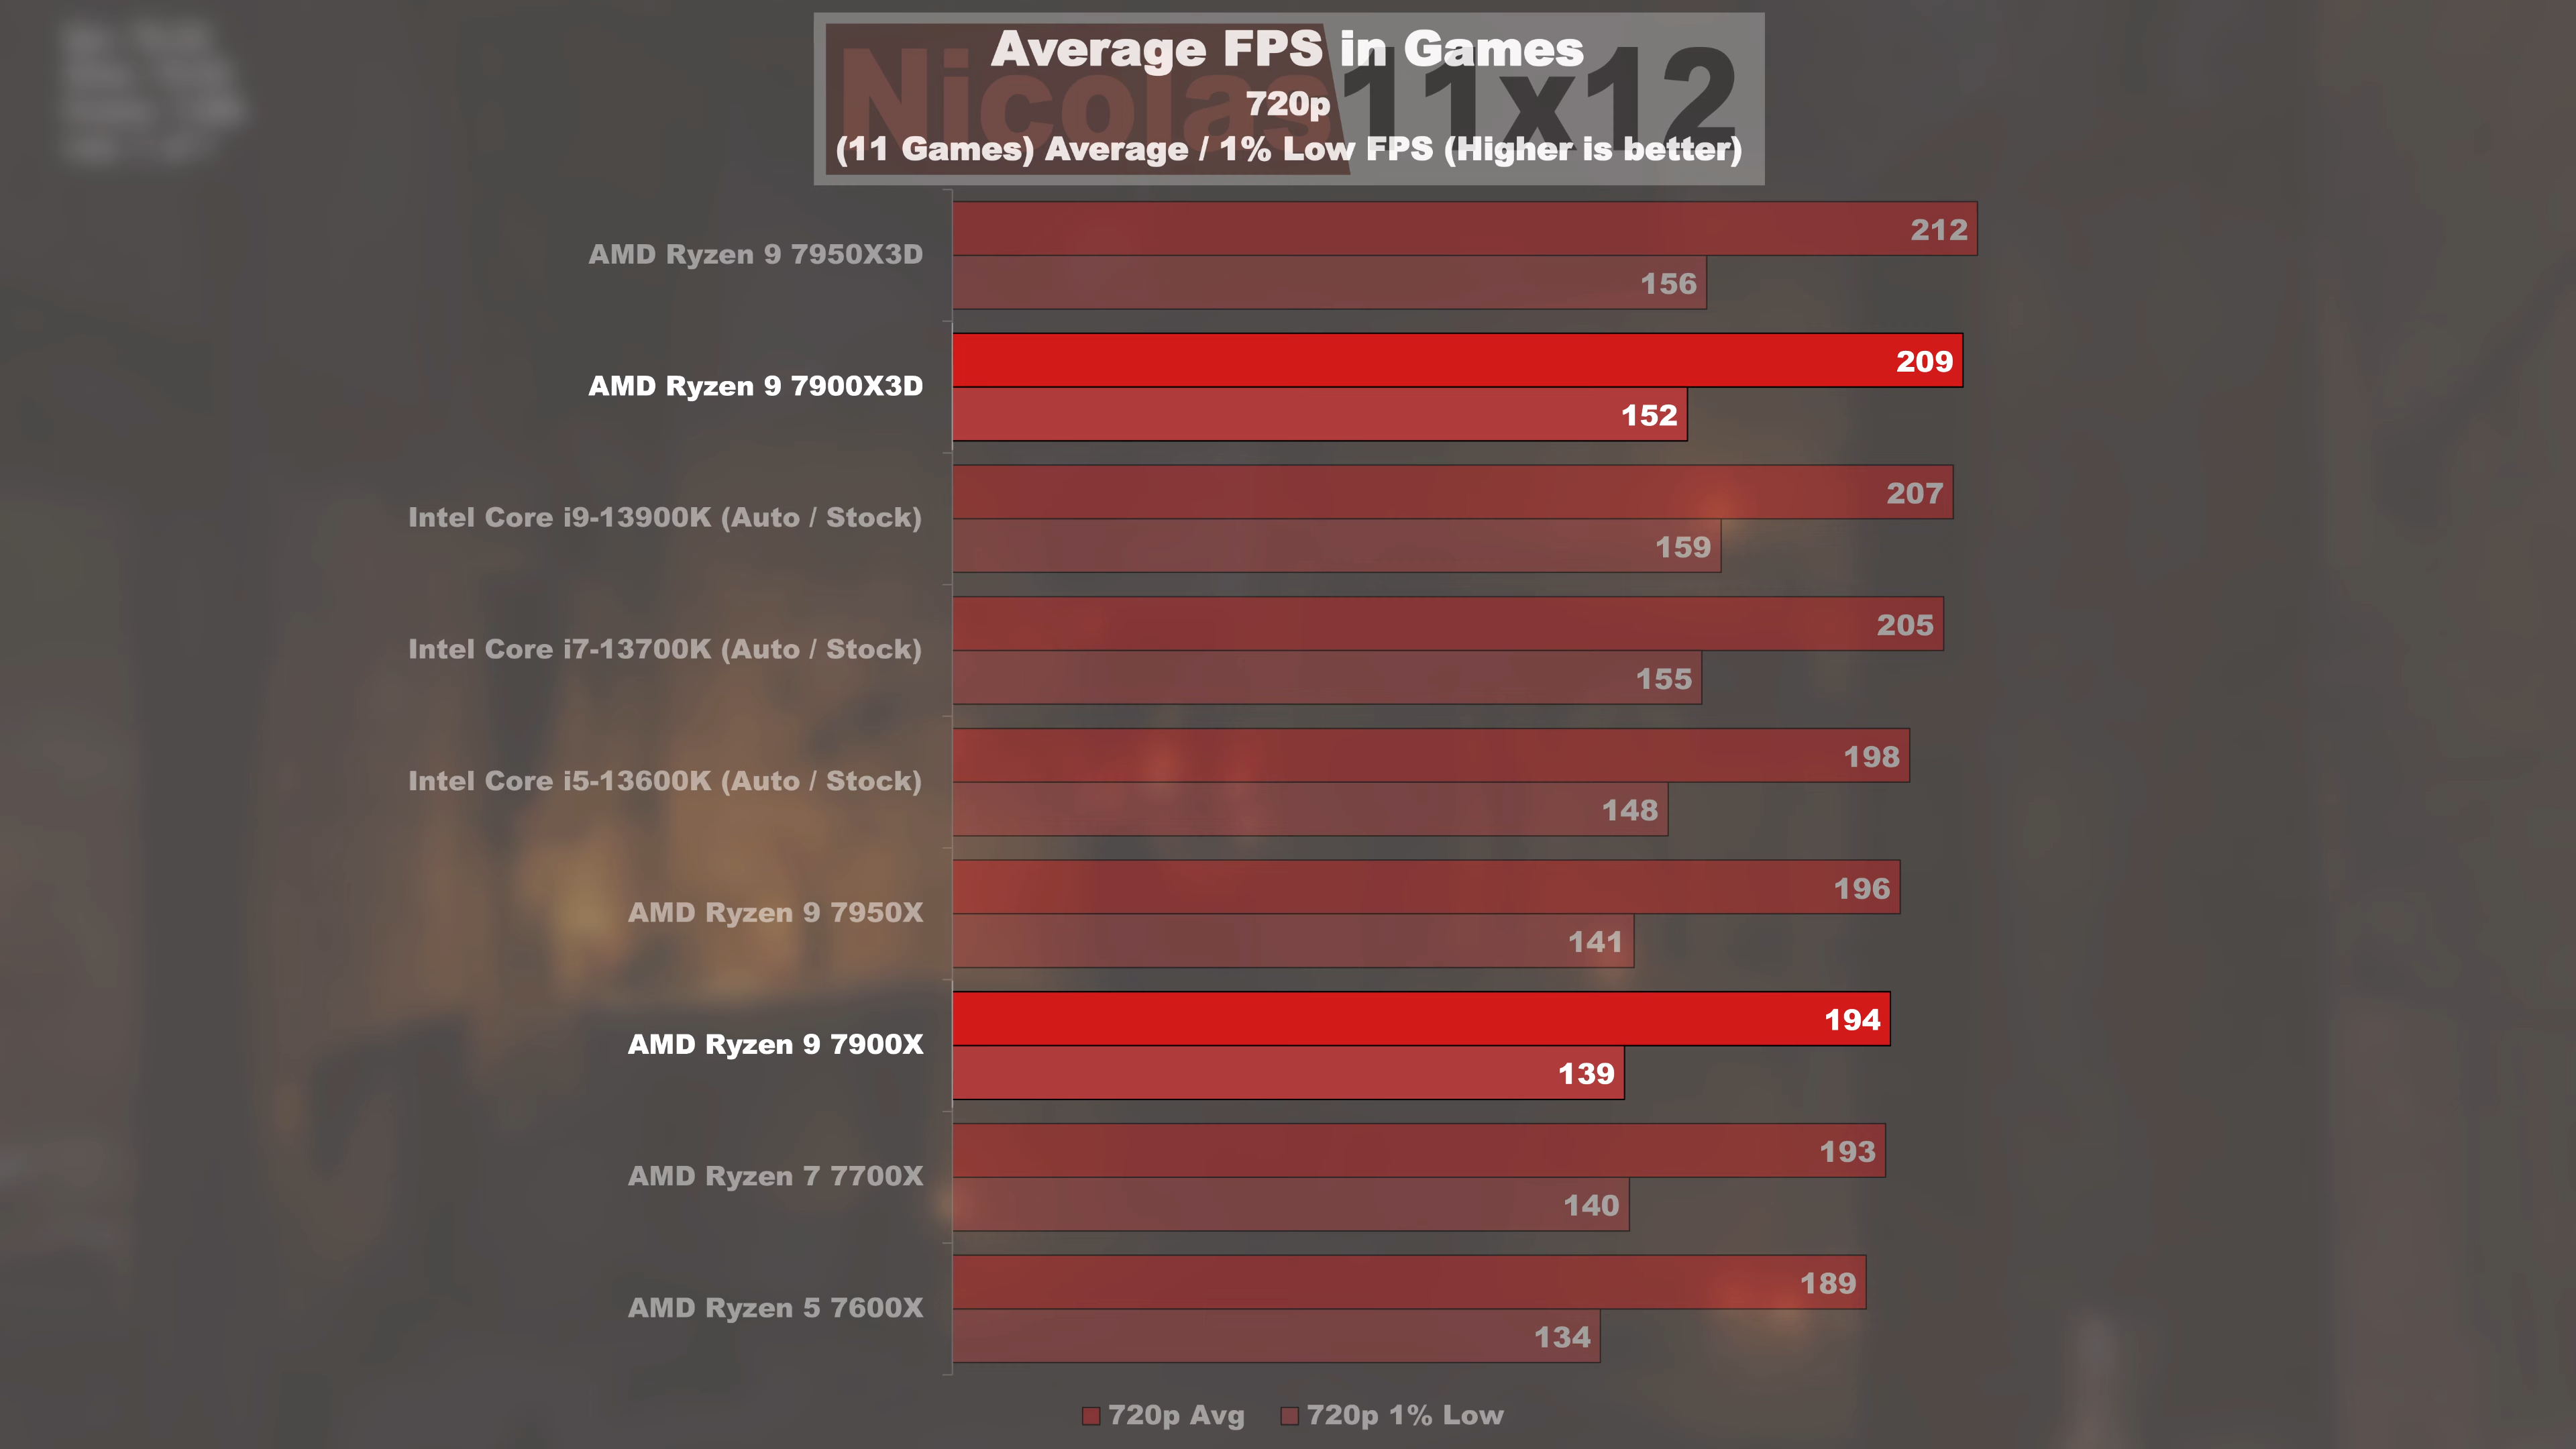 Nicolas11x12
Average FPS in Games
720p
(11 Games) Average / 1% Low FPS (Higher is better)
AMD Ryzen 9 7950X3D
212
156
AMD Ryzen 9 7900X3D
209
152
Intel Core i9-13900K (Auto / Stock)
207
159
Intel Core i7-13700K (Auto / Stock)
205
155
Intel Core i5-13600K (Auto / Stock)
198
148
AMD Ryzen 9 7950X
196
141
AMD Ryzen 9 7900X
194
139
AMD Ryzen 7 7700X
193
140
AMD Ryzen 5 7600X
189
134
720p Avg 720p 1% Low